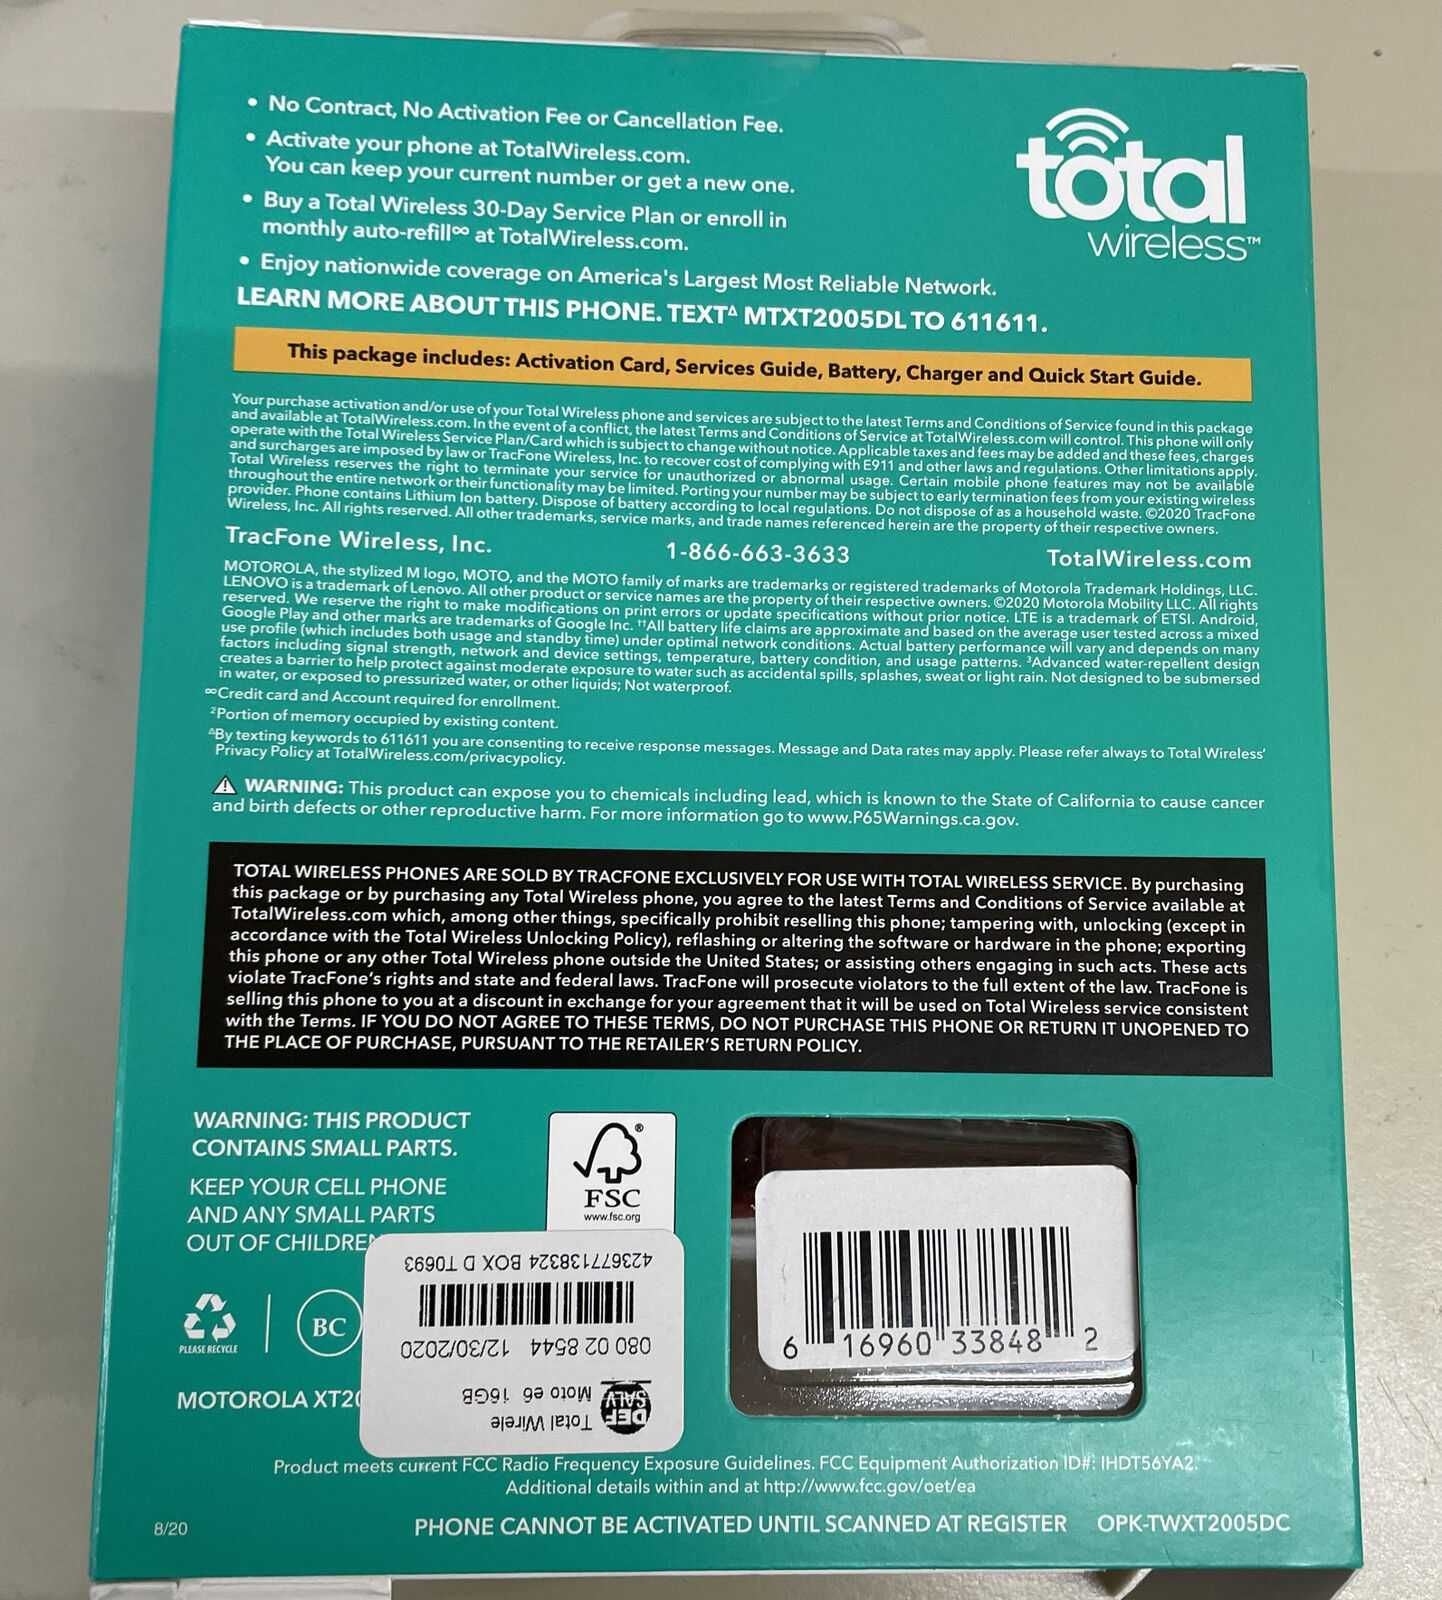 • No Contract, No Activation Fee or Cancellation Fee.
• Activate your phone at TotalWireless.com.
You can keep your current number or get a new one.
• Buy a Total Wireless 30-Day Service Plan or enroll in
monthly auto-refill∞ at TotalWireless.com.
• Enjoy nationwide coverage on America's Largest Most Reliable Network.
LEARN MORE ABOUT THIS PHONE. TEXTΔ MTXT2005DL TO 611611.
total
wireless™
This package includes: Activation Card, Services Guide, Battery, Charger and Quick Start Guide.
Your purchase activation and/or use of your Total Wireless phone and services are subject to the latest Terms and Conditions of Service found in this package
and available at TotalWireless.com. In the event of a conflict, the latest Terms and Conditions of Service at TotalWireless.com will control. This phone will only
operate with the Total Wireless Service Plan/Card which is subject to change without notice. Applicable taxes and fees may be added and these fees, charges
and surcharges are imposed by law or TracFone Wireless, Inc. to recover cost of complying with E911 and other laws and regulations. Other limitations apply.
Total Wireless reserves the right to terminate your service for unauthorized or abnormal usage. Certain mobile phone features may not be available
throughout the entire network or their functionality may be limited. Porting your number may be subject to early termination fees from your existing wireless
provider. Phone contains Lithium Ion battery. Dispose of battery according to local regulations. Do not dispose of as a household waste. ©2020 TracFone
Wireless, Inc. All rights reserved. All other trademarks, service marks, and trade names referenced herein are the property of their respective owners.
TracFone Wireless, Inc. 1-866-663-3633 TotalWireless.com
MOTOROLA, the stylized M logo, MOTO, and the MOTO family of marks are trademarks or registered trademarks of Motorola Trademark Holdings, LLC.
LENOVO is a trademark of Lenovo. All other product or service names are the property of their respective owners. ©2020 Motorola Mobility LLC. All rights
reserved. We reserve the right to make modifications on print errors or update specifications without prior notice. LTE is a trademark of ETSI. Android,
Google Play and other marks are trademarks of Google Inc. ††All battery life claims are approximate and based on the average user tested across a mixed
use profile (which includes both usage and standby time) under optimal network conditions. Actual battery performance will vary and depends on many
factors including signal strength, network and device settings, temperature, battery condition, and usage patterns. ³Advanced water-repellent design
creates a barrier to help protect against moderate exposure to water such as accidental spills, splashes, sweat or light rain. Not designed to be submersed
in water, or exposed to pressurized water, or other liquids; Not waterproof.
∞Credit card and Account required for enrollment.
²Portion of memory occupied by existing content.
ΔBy texting keywords to 611611 you are consenting to receive response messages. Message and Data rates may apply. Please refer always to Total Wireless'
Privacy Policy at TotalWireless.com/privacypolicy.
⚠ WARNING: This product can expose you to chemicals including lead, which is known to the State of California to cause cancer
and birth defects or other reproductive harm. For more information go to www.P65Warnings.ca.gov.
TOTAL WIRELESS PHONES ARE SOLD BY TRACFONE EXCLUSIVELY FOR USE WITH TOTAL WIRELESS SERVICE. By purchasing
this package or by purchasing any Total Wireless phone, you agree to the latest Terms and Conditions of Service available at
TotalWireless.com which, among other things, specifically prohibit reselling this phone; tampering with, unlocking (except in
accordance with the Total Wireless Unlocking Policy), reflashing or altering the software or hardware in the phone; exporting
this phone or any other Total Wireless phone outside the United States; or assisting others engaging in such acts. These acts
violate TracFone's rights and state and federal laws. TracFone will prosecute violators to the full extent of the law. TracFone is
selling this phone to you at a discount in exchange for your agreement that it will be used on Total Wireless service consistent
with the Terms. IF YOU DO NOT AGREE TO THESE TERMS, DO NOT PURCHASE THIS PHONE OR RETURN IT UNOPENED TO
THE PLACE OF PURCHASE, PURSUANT TO THE RETAILER'S RETURN POLICY.
WARNING: THIS PRODUCT
CONTAINS SMALL PARTS.
KEEP YOUR CELL PHONE
AND ANY SMALL PARTS
OUT OF CHILDREN
®
FSC
www.fsc.org
PLEASE RECYCLE
BC
MOTOROLA XT20
Total Wirele
Moto e6 16GB
DEF
SALV
080 02 8544 12/30/2020
423677138324 BOX D T0693
6 16960 33848 2
Product meets current FCC Radio Frequency Exposure Guidelines. FCC Equipment Authorization ID#: IHDT56YA2.
Additional details within and at http://www.fcc.gov/oet/ea
8/20 PHONE CANNOT BE ACTIVATED UNTIL SCANNED AT REGISTER OPK-TWXT2005DC